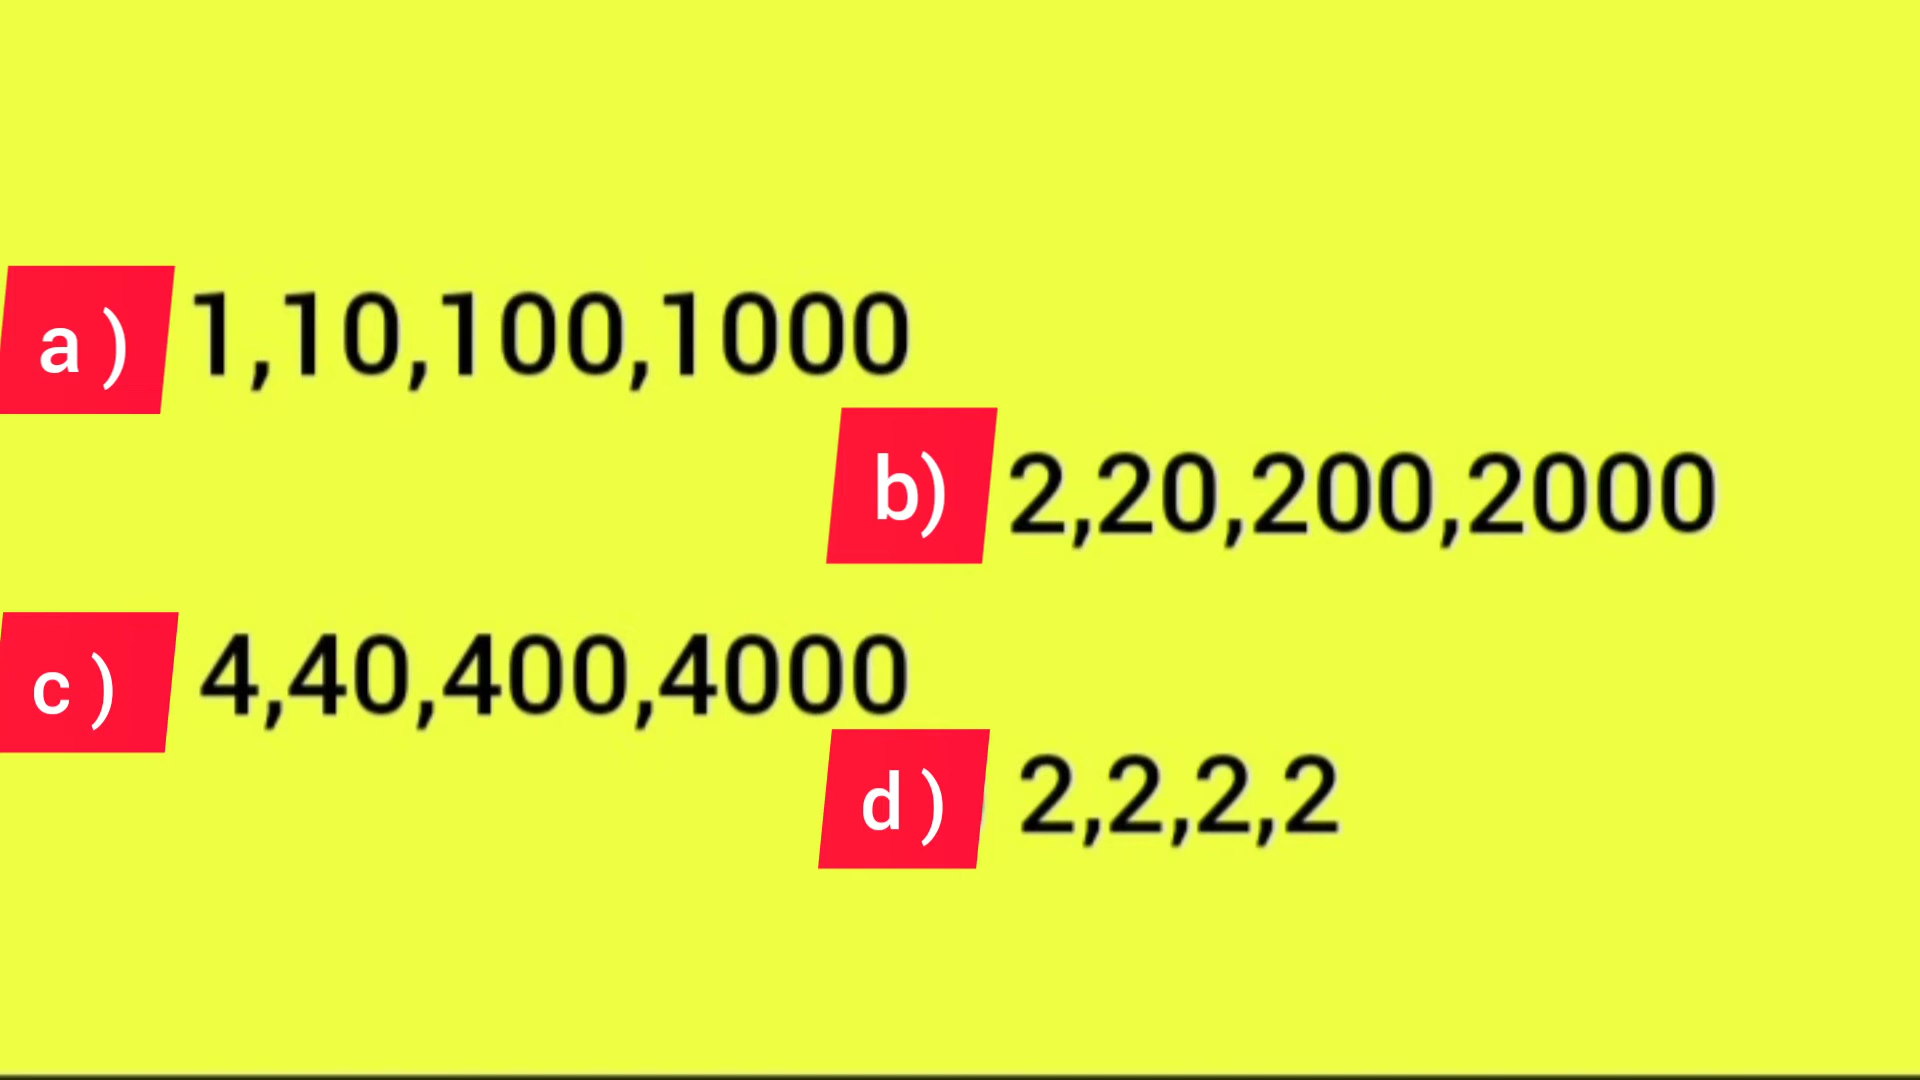 a ) 1,10,100,1000
b) 2,20,200,2000
c ) 4,40,400,4000
d ) 2,2,2,2